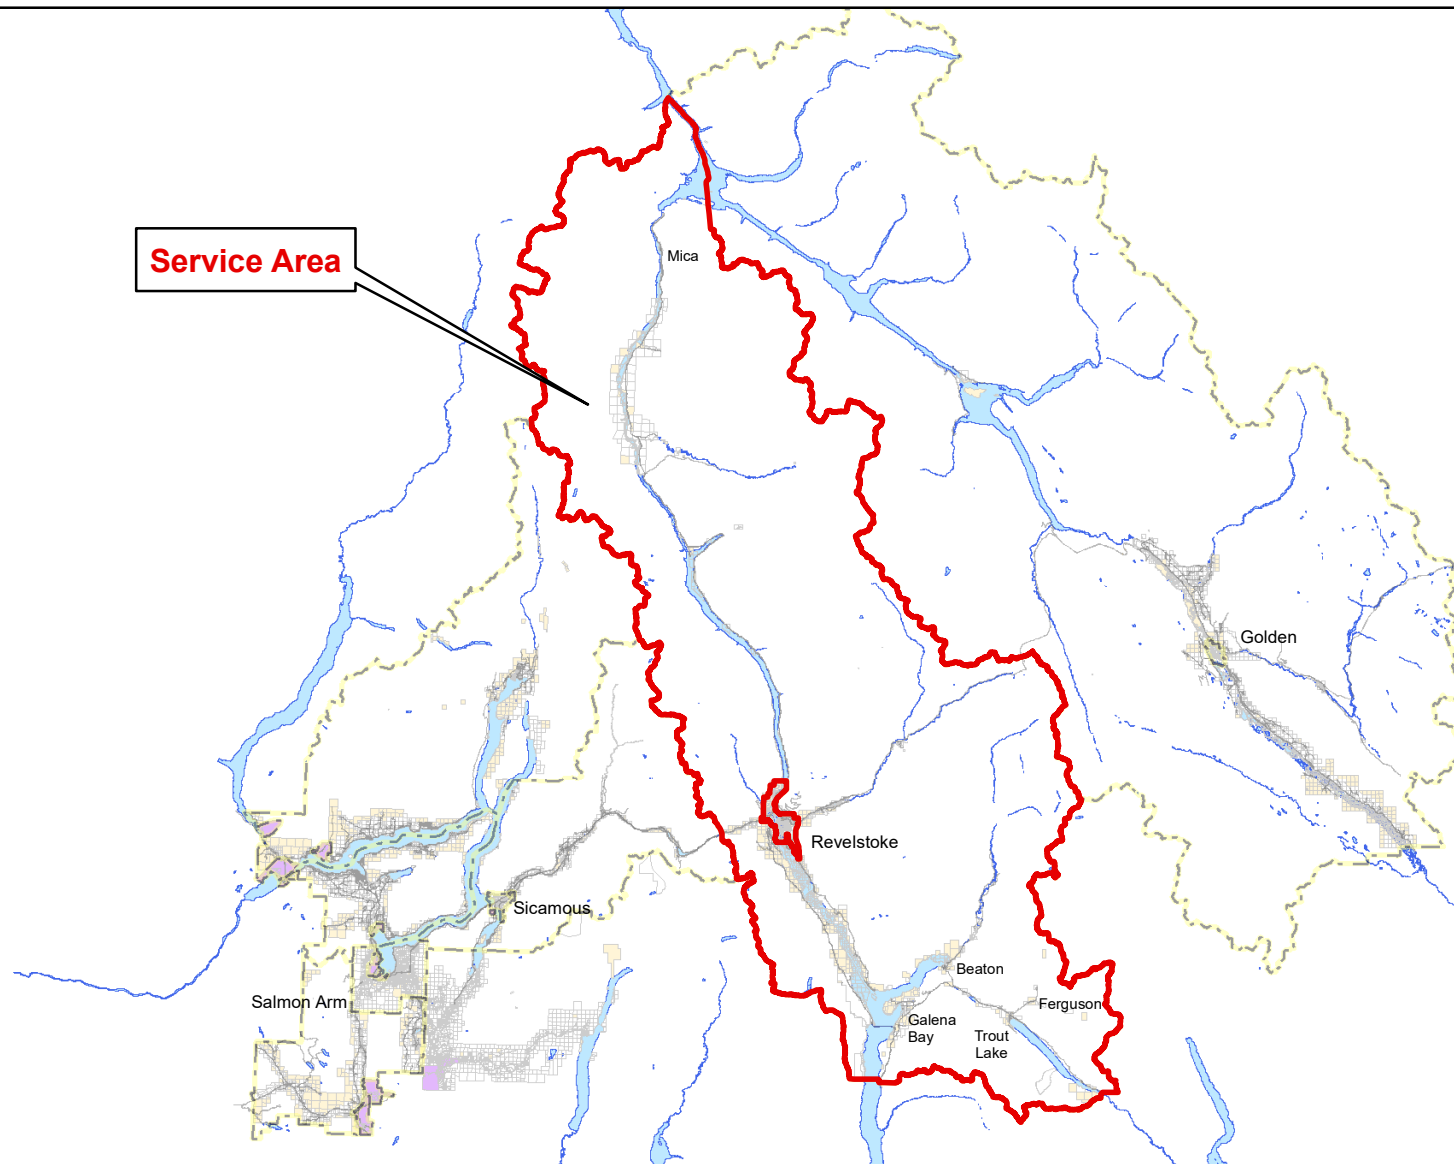 Service Area
Mica
Golden
Revelstoke
Sicamous
Beaton
Salmon Arm
Ferguson
Galena
Bay
Trout
Lake